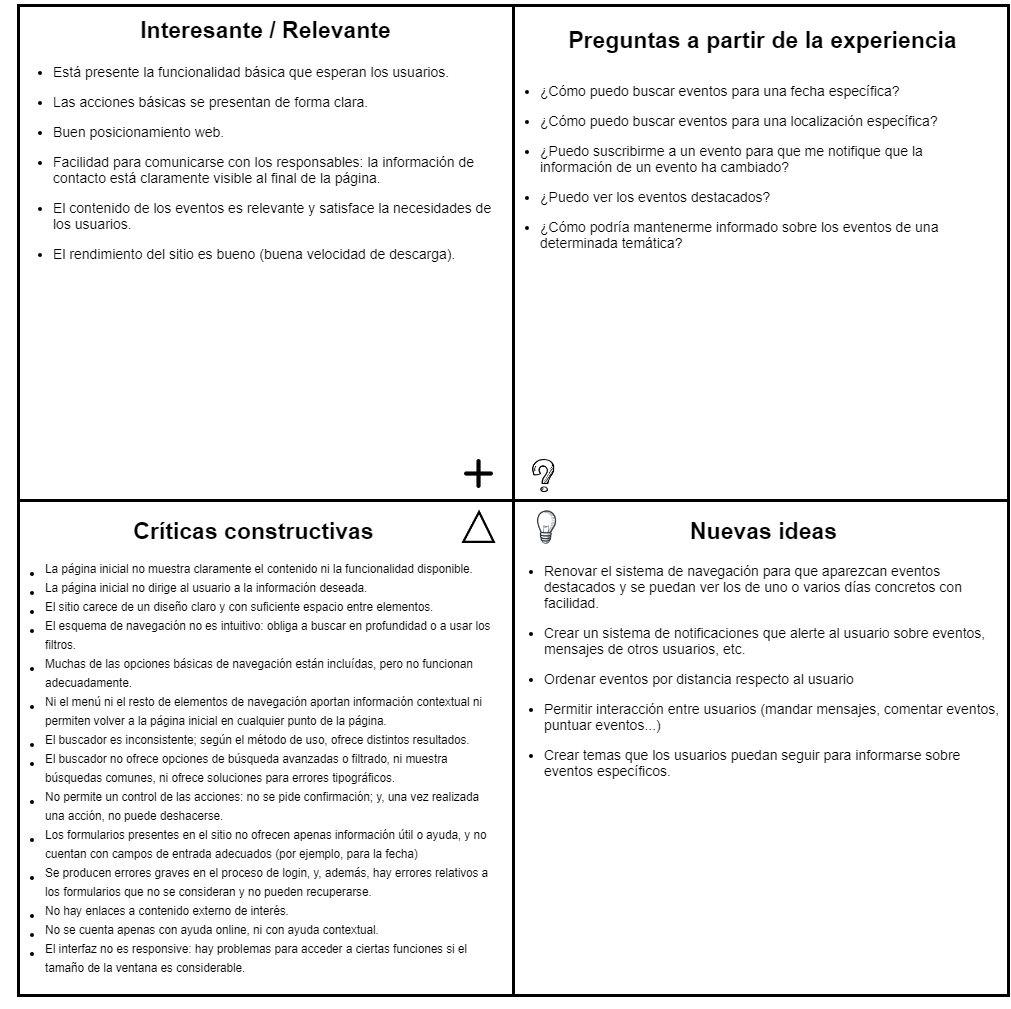 Interesante / Relevante
• Está presente la funcionalidad básica que esperan los usuarios.
• Las acciones básicas se presentan de forma clara.
• Buen posicionamiento web.
• Facilidad para comunicarse con los responsables: la información de
contacto está claramente visible al final de la página.
• El contenido de los eventos es relevante y satisface la necesidades de
los usuarios.
• El rendimiento del sitio es bueno (buena velocidad de descarga).
Preguntas a partir de la experiencia
• ¿Cómo puedo buscar eventos para una fecha específica?
• ¿Cómo puedo buscar eventos para una localización específica?
• ¿Puedo suscribirme a un evento para que me notifique que la
información de un evento ha cambiado?
• ¿Puedo ver los eventos destacados?
• ¿Cómo podría mantenerme informado sobre los eventos de una
determinada temática?
Críticas constructivas
• La página inicial no muestra claramente el contenido ni la funcionalidad disponible.
• La página inicial no dirige al usuario a la información deseada.
• El sitio carece de un diseño claro y con suficiente espacio entre elementos.
• El esquema de navegación no es intuitivo: obliga a buscar en profundidad o a usar los
filtros.
• Muchas de las opciones básicas de navegación están incluídas, pero no funcionan
adecuadamente.
• Ni el menú ni el resto de elementos de navegación aportan información contextual ni
permiten volver a la página inicial en cualquier punto de la página.
• El buscador es inconsistente; según el método de uso, ofrece distintos resultados.
• El buscador no ofrece opciones de búsqueda avanzadas o filtrado, ni muestra
búsquedas comunes, ni ofrece soluciones para errores tipográficos.
• No permite un control de las acciones: no se pide confirmación; y, una vez realizada
una acción, no puede deshacerse.
• Los formularios presentes en el sitio no ofrecen apenas información útil o ayuda, y no
cuentan con campos de entrada adecuados (por ejemplo, para la fecha)
• Se producen errores graves en el proceso de login, y, además, hay errores relativos a
los formularios que no se consideran y no pueden recuperarse.
• No hay enlaces a contenido externo de interés.
• No se cuenta apenas con ayuda online, ni con ayuda contextual.
• El interfaz no es responsive: hay problemas para acceder a ciertas funciones si el
tamaño de la ventana es considerable.
Nuevas ideas
• Renovar el sistema de navegación para que aparezcan eventos
destacados y se puedan ver los de uno o varios días concretos con
facilidad.
• Crear un sistema de notificaciones que alerte al usuario sobre eventos,
mensajes de otros usuarios, etc.
• Ordenar eventos por distancia respecto al usuario
• Permitir interacción entre usuarios (mandar mensajes, comentar eventos,
puntuar eventos...)
• Crear temas que los usuarios puedan seguir para informarse sobre
eventos específicos.